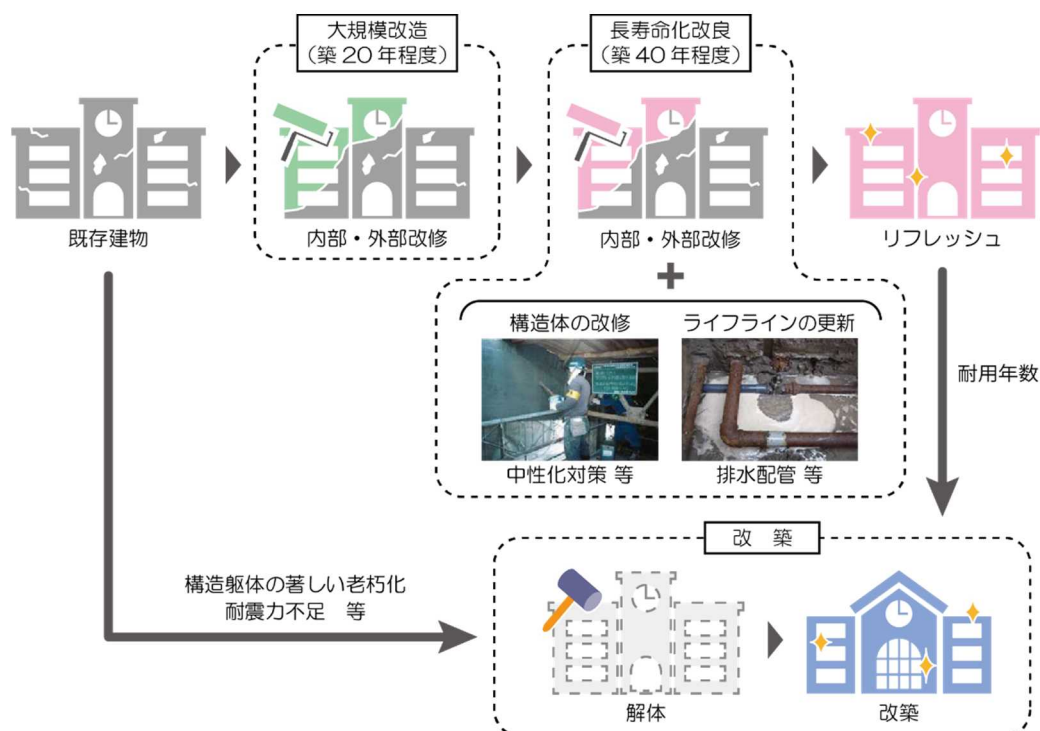 大規模改造
（築20年程度）
長寿命化改良
（築40年程度）
既存建物
内部・外部改修
内部・外部改修
リフレッシュ
構造体の改修
ライフラインの更新
中性化対策 等
排水配管 等
耐用年数
改 築
構造躯体の著しい老朽化
耐震力不足 等
解体
改築